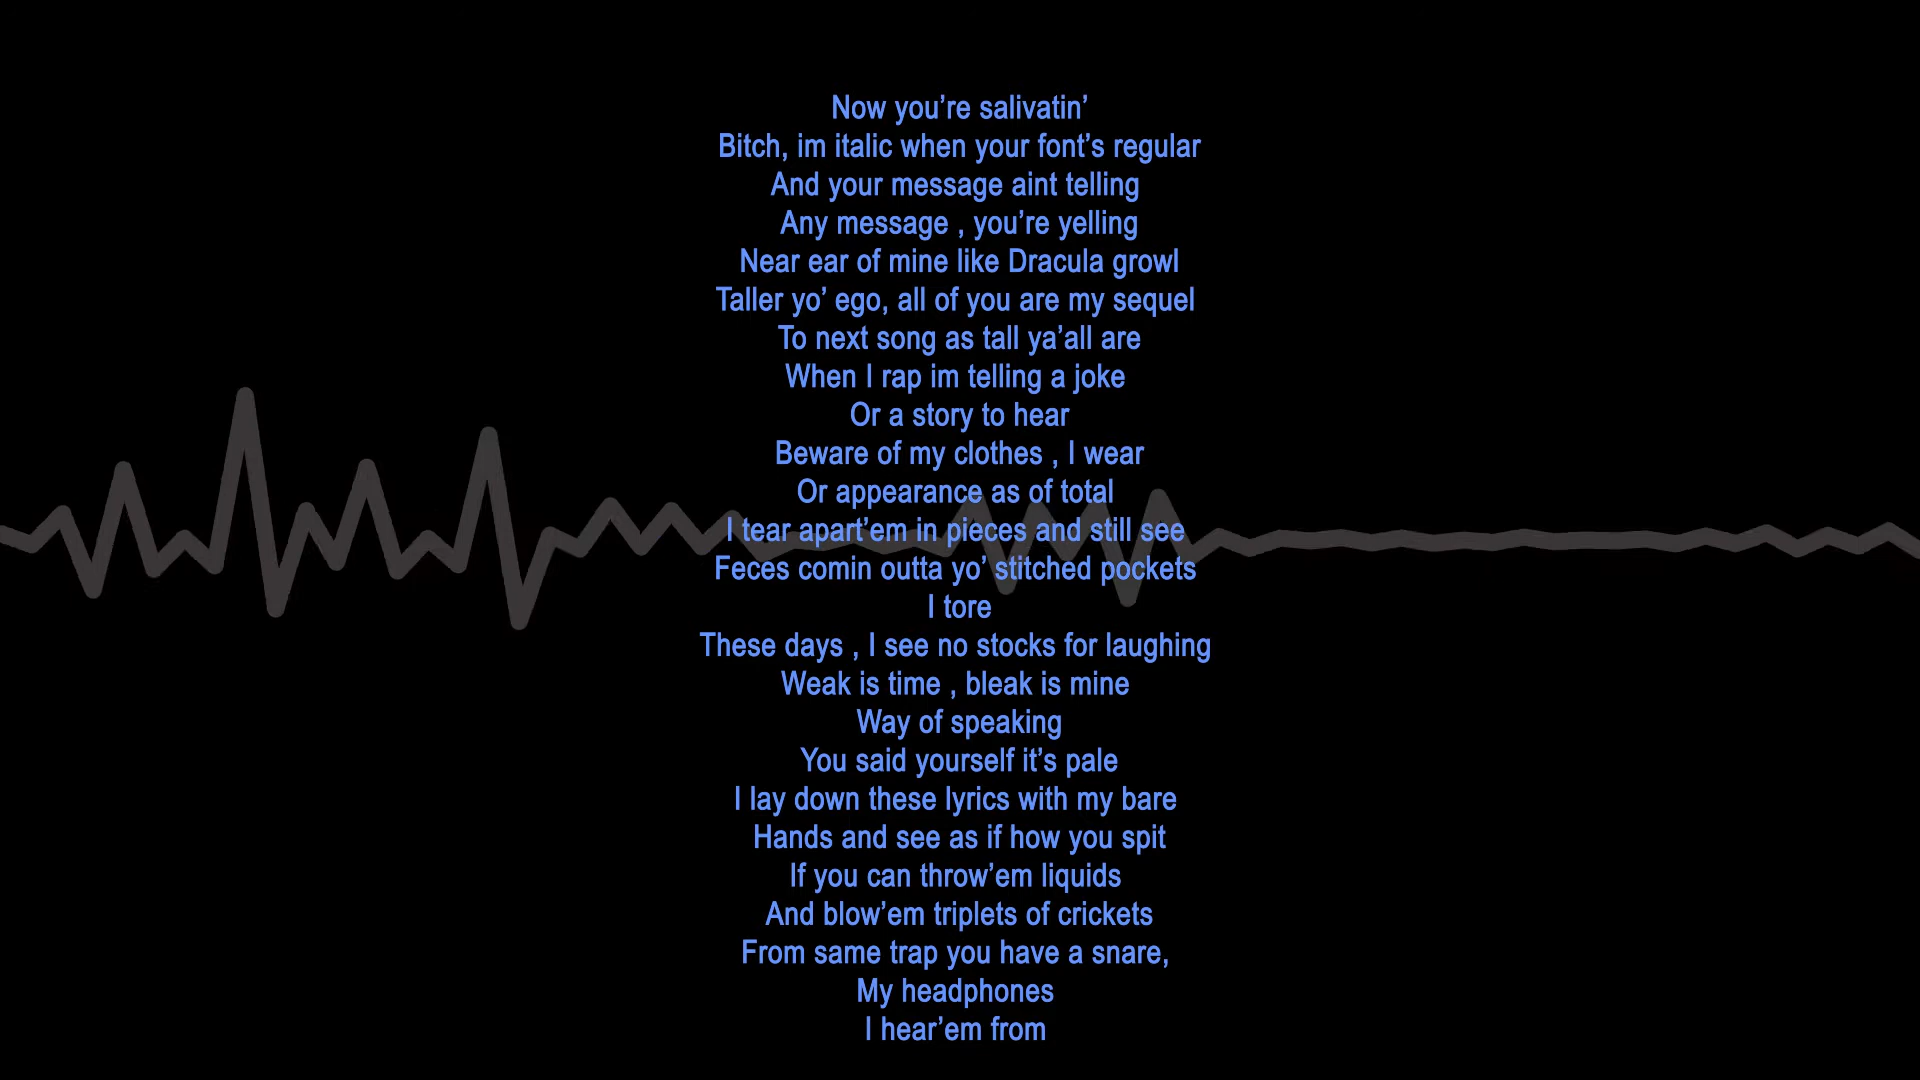 Now you’re salivatin’
Bitch, im italic when your font’s regular
And your message aint telling
Any message , you’re yelling
Near ear of mine like Dracula growl
Taller yo’ ego, all of you are my sequel
To next song as tall ya’all are
When I rap im telling a joke
Or a story to hear
Beware of my clothes , I wear
Or appearance as of total
I tear apart’em in pieces and still see
Feces comin outta yo’ stitched pockets
I tore
These days , I see no stocks for laughing
Weak is time , bleak is mine
Way of speaking
You said yourself it’s pale
I lay down these lyrics with my bare
Hands and see as if how you spit
If you can throw’em liquids
And blow’em triplets of crickets
From same trap you have a snare,
My headphones
I hear’em from